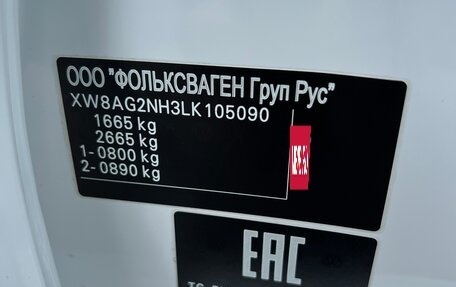 ООО "ФОЛЬКСВАГЕН Груп Рус"
XW8AG2NH3LK105090
1665 kg
2665 kg
1- 0800 kg
2- 0890 kg
EAC